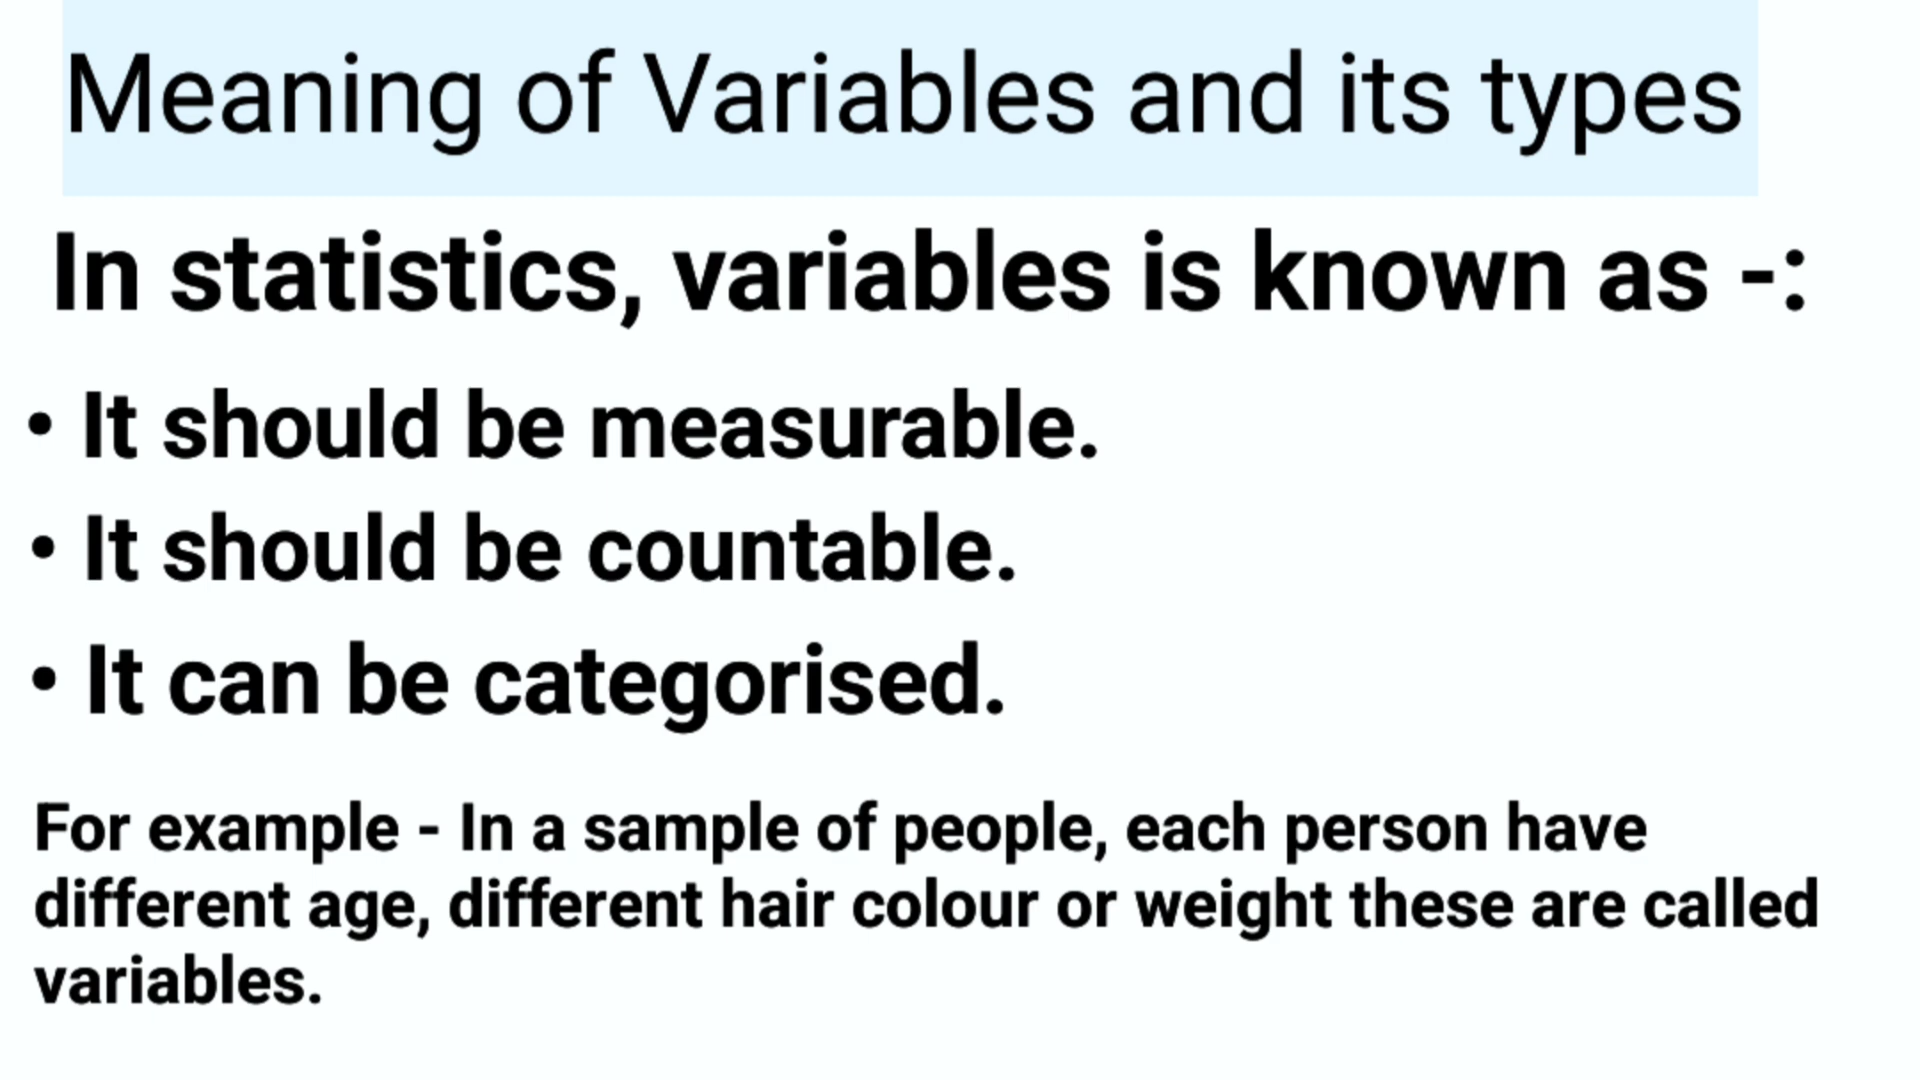 Meaning of Variables and its types
In statistics, variables is known as -:
• It should be measurable.
• It should be countable.
• It can be categorised.
For example - In a sample of people, each person have
different age, different hair colour or weight these are called
variables.